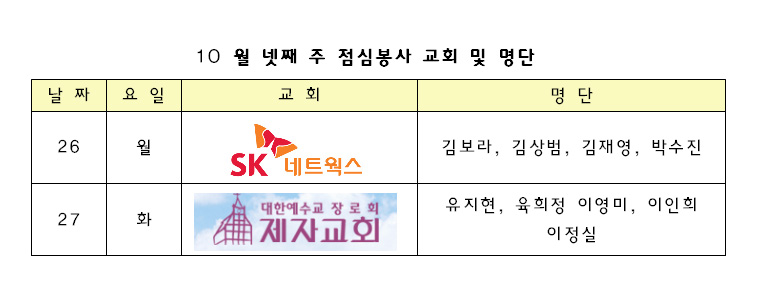 10 월 넷째 주 점심봉사 교회 및 명단
날 짜 요 일 교 회 명 단
26 월 SK 네트웍스 김보라, 김상범, 김재영, 박수진
27 화 대한예수교 장로회 제자교회 유지현, 육희정 이영미, 이인희
이정실